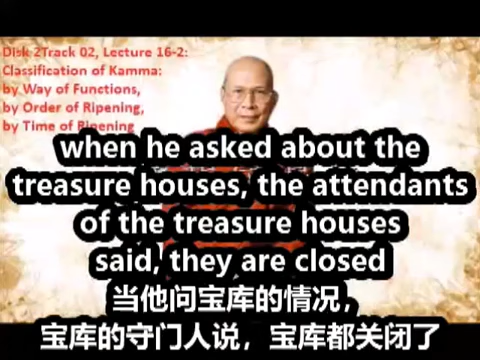 Disk 2Track 02, Lecture 16-2:
Classification of Kamma:
by Way of Functions,
by Order of Ripening,
by Time of Ripening
when he asked about the
treasure houses, the attendants
of the treasure houses
said, they are closed
当他问宝库的情况，
宝库的守门人说，宝库都关闭了